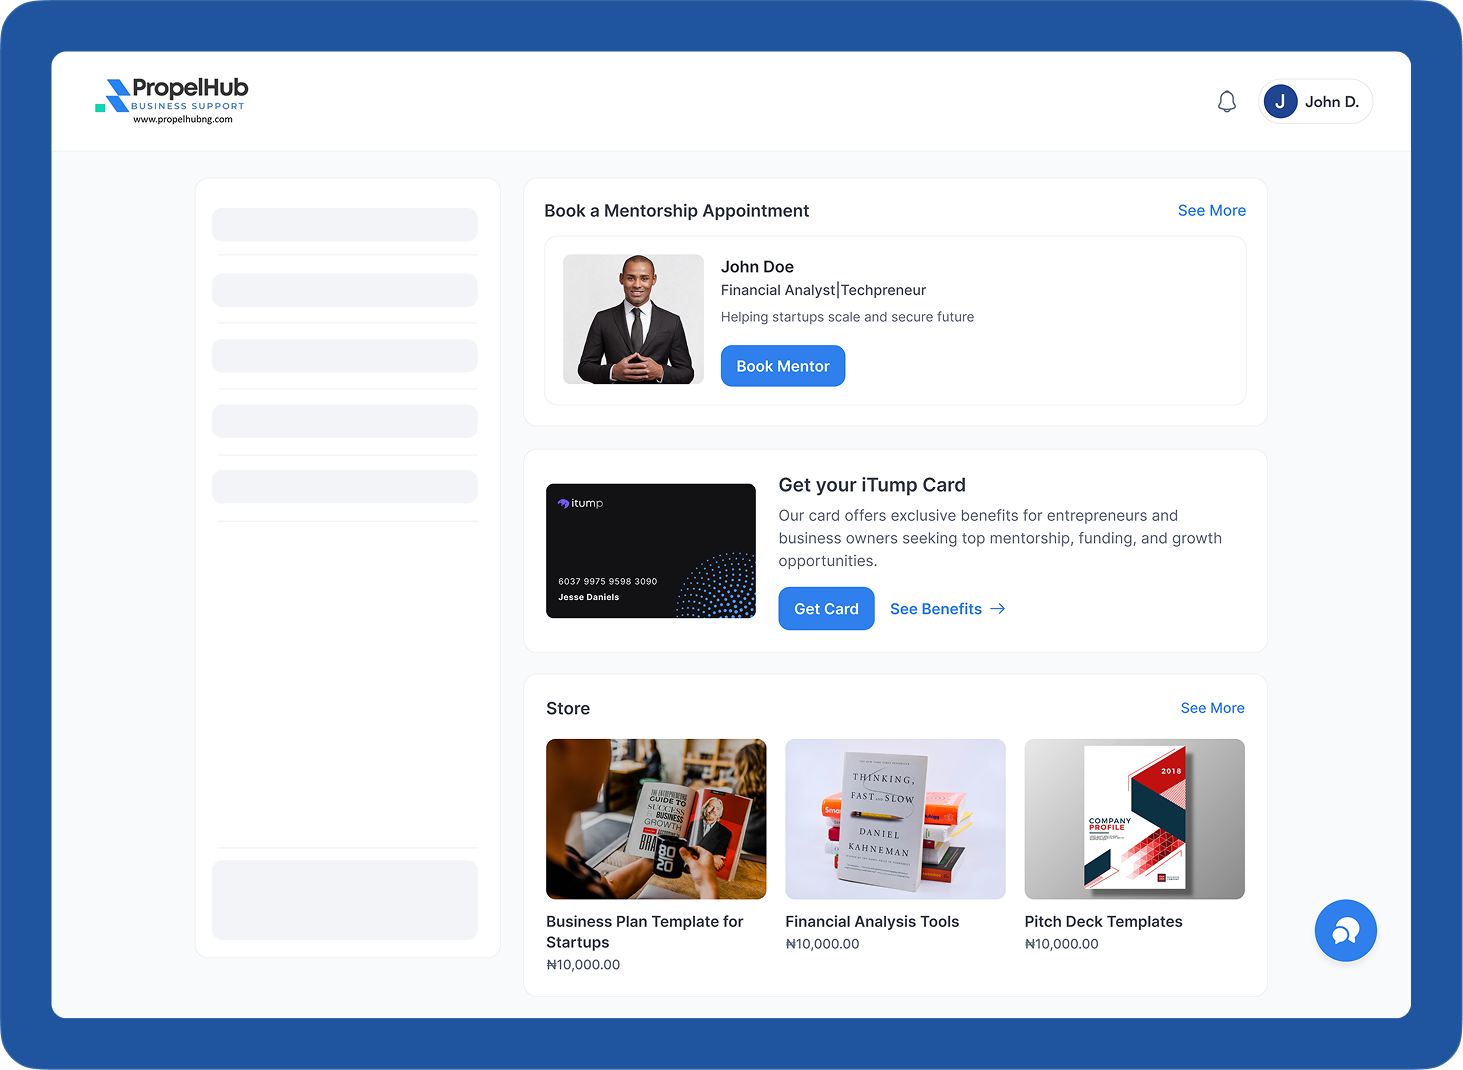 PropelHub
BUSINESS SUPPORT
www.propelhubng.com
J
John D.
Book a Mentorship Appointment
See More
John Doe
Financial Analyst|Techpreneur
Helping startups scale and secure future
Book Mentor
itump
6037 9975 9598 3090
Jesse Daniels
Get your iTump Card
Our card offers exclusive benefits for entrepreneurs and
business owners seeking top mentorship, funding, and growth
opportunities.
Get Card
See Benefits →
Store
See More
GUIDE TO
SUCCESS
BUSINESS
GROWTH
BRA
80
20
THINKING,
FAST AND SLOW
DANIEL
KAHNEMAN
2018
COMPANY
PROFILE
Business Plan Template for
Startups
₦10,000.00
Financial Analysis Tools
₦10,000.00
Pitch Deck Templates
₦10,000.00